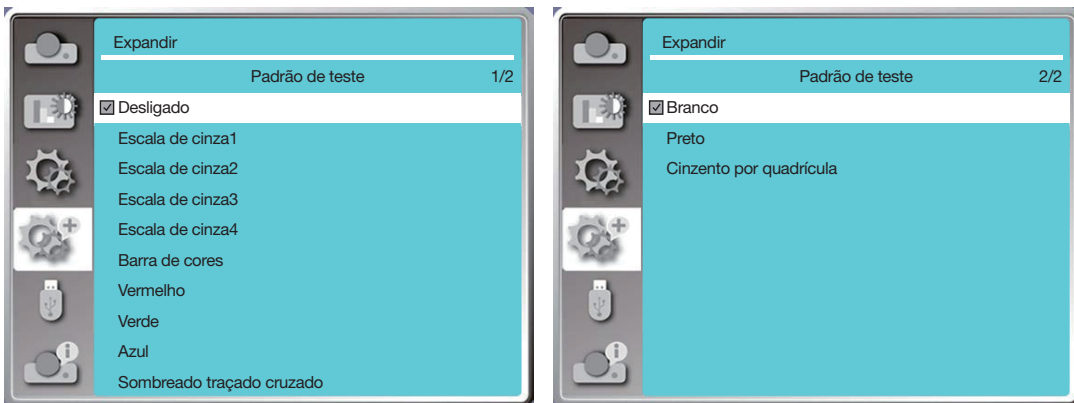 Expandir
Padrão de teste 1/2
Desligado
Escala de cinza1
Escala de cinza2
Escala de cinza3
Escala de cinza4
Barra de cores
Vermelho
Verde
Azul
Sombreado traçado cruzado
Expandir
Padrão de teste 2/2
Branco
Preto
Cinzento por quadrícula